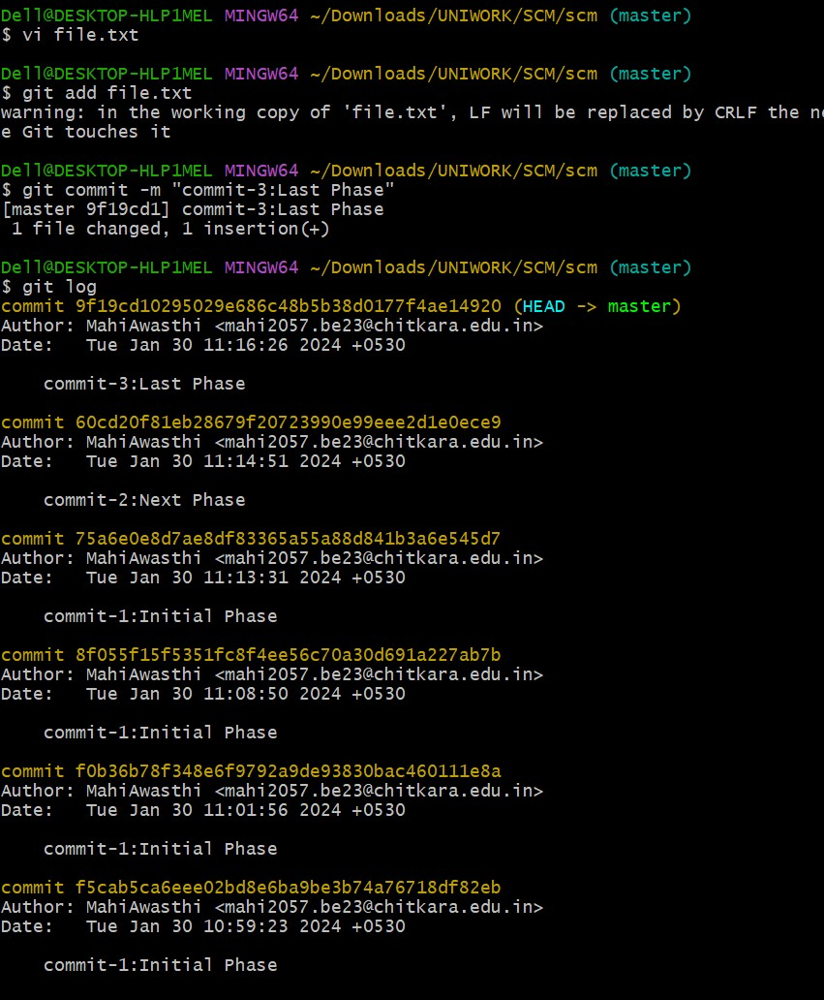 Dell@DESKTOP-HLP1MEL MINGW64 ~/Downloads/UNIWORK/SCM/scm (master)
$ vi file.txt
Dell@DESKTOP-HLP1MEL MINGW64 ~/Downloads/UNIWORK/SCM/scm (master)
$ git add file.txt
warning: in the working copy of 'file.txt', LF will be replaced by CRLF the ne
e Git touches it
Dell@DESKTOP-HLP1MEL MINGW64 ~/Downloads/UNIWORK/SCM/scm (master)
$ git commit -m "commit-3:Last Phase"
[master 9f19cd1] commit-3:Last Phase
 1 file changed, 1 insertion(+)
Dell@DESKTOP-HLP1MEL MINGW64 ~/Downloads/UNIWORK/SCM/scm (master)
$ git log
commit 9f19cd10295029e686c48b5b38d0177f4ae14920 (HEAD -> master)
Author: MahiAwasthi <mahi2057.be23@chitkara.edu.in>
Date:   Tue Jan 30 11:16:26 2024 +0530
    commit-3:Last Phase
commit 60cd20f81eb28679f20723990e99eee2d1e0ece9
Author: MahiAwasthi <mahi2057.be23@chitkara.edu.in>
Date:   Tue Jan 30 11:14:51 2024 +0530
    commit-2:Next Phase
commit 75a6e0e8d7ae8df83365a55a88d841b3a6e545d7
Author: MahiAwasthi <mahi2057.be23@chitkara.edu.in>
Date:   Tue Jan 30 11:13:31 2024 +0530
    commit-1:Initial Phase
commit 8f055f15f5351fc8f4ee56c70a30d691a227ab7b
Author: MahiAwasthi <mahi2057.be23@chitkara.edu.in>
Date:   Tue Jan 30 11:08:50 2024 +0530
    commit-1:Initial Phase
commit f0b36b78f348e6f9792a9de93830bac460111e8a
Author: MahiAwasthi <mahi2057.be23@chitkara.edu.in>
Date:   Tue Jan 30 11:01:56 2024 +0530
    commit-1:Initial Phase
commit f5cab5ca6eee02bd8e6ba9be3b74a76718df82eb
Author: MahiAwasthi <mahi2057.be23@chitkara.edu.in>
Date:   Tue Jan 30 10:59:23 2024 +0530
    commit-1:Initial Phase